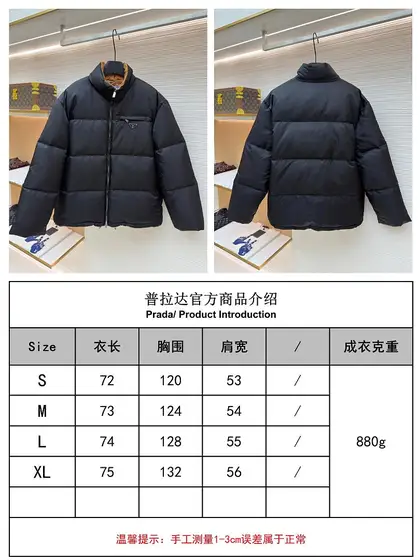 普拉达官方商品介绍
Prada/ Product Introduction
Size 衣长 胸围 肩宽 / 成衣克重
S 72 120 53 /
M 73 124 54 /
L 74 128 55 /
XL 75 132 56 /
880g
温馨提示：手工测量1-3cm误差属于正常